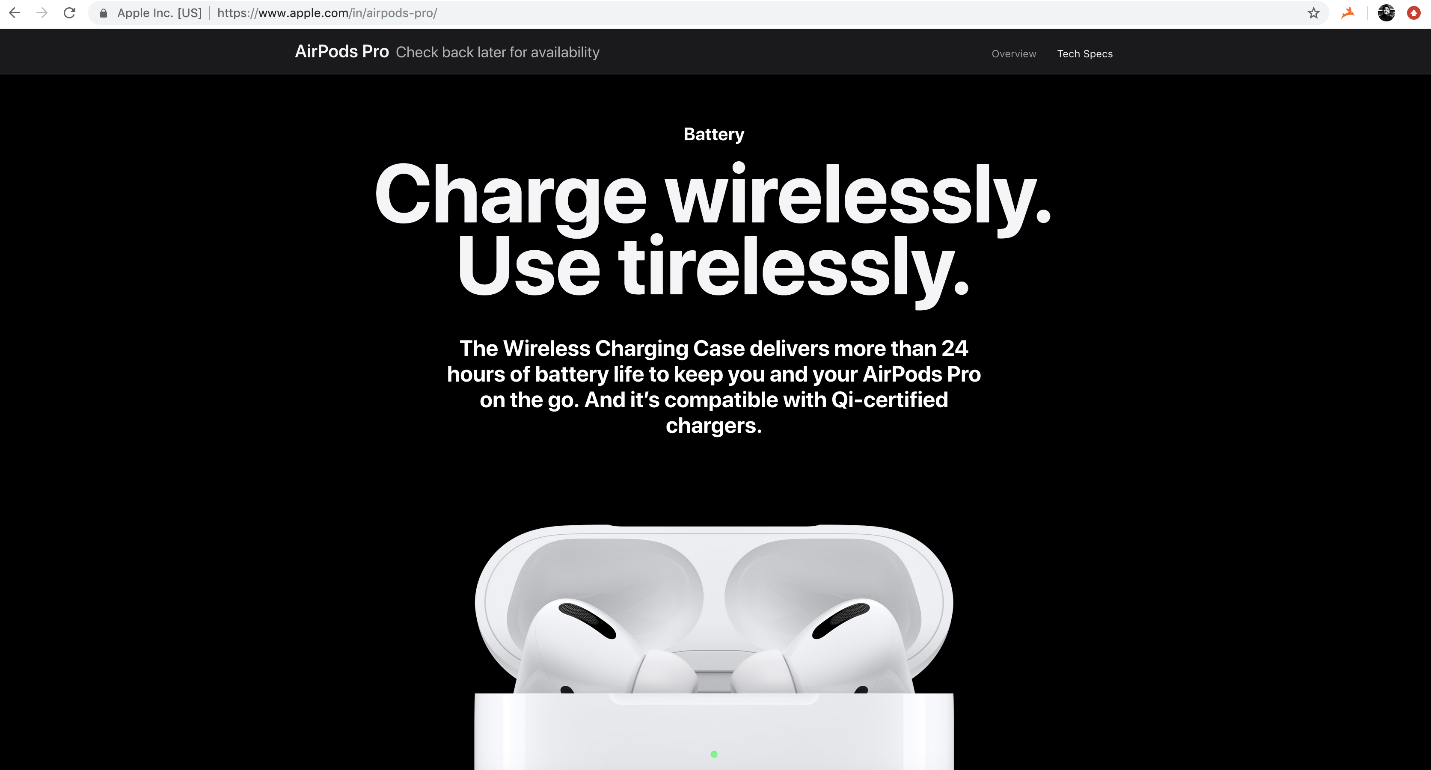 Apple Inc. [US] | https://www.apple.com/in/airpods-pro/
AirPods Pro Check back later for availability
Overview Tech Specs
Battery
Charge wirelessly.
Use tirelessly.
The Wireless Charging Case delivers more than 24
hours of battery life to keep you and your AirPods Pro
on the go. And it’s compatible with Qi-certified
chargers.